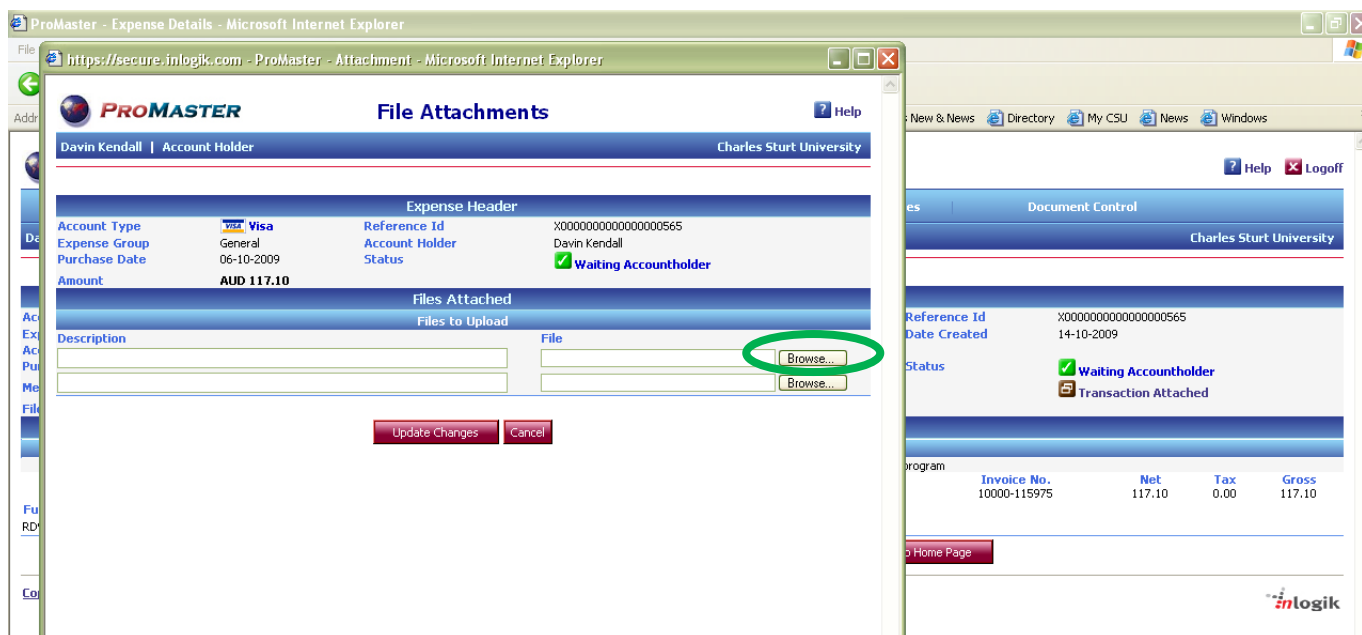 ProMaster - Expense Details - Microsoft Internet Explorer
File
https://secure.inlogik.com - ProMaster - Attachment - Microsoft Internet Explorer
PROMASTER
File Attachments
Help
Davin Kendall | Account Holder
Charles Sturt University
Expense Header
Account Type
VISA Visa
Reference Id
X0000000000000000565
Expense Group
General
Account Holder
Davin Kendall
Purchase Date
06-10-2009
Status
Waiting Accountholder
Amount
AUD 117.10
Files Attached
Files to Upload
Description
File
Browse...
Browse...
Update Changes
Cancel
New & News
Directory
My CSU
News
Windows
Help
Logoff
Document Control
Charles Sturt University
Reference Id
X0000000000000000565
Date Created
14-10-2009
Status
Waiting Accountholder
Transaction Attached
Invoice No.
Net
Tax
Gross
10000-115975
117.10
0.00
117.10
Home Page
inlogik